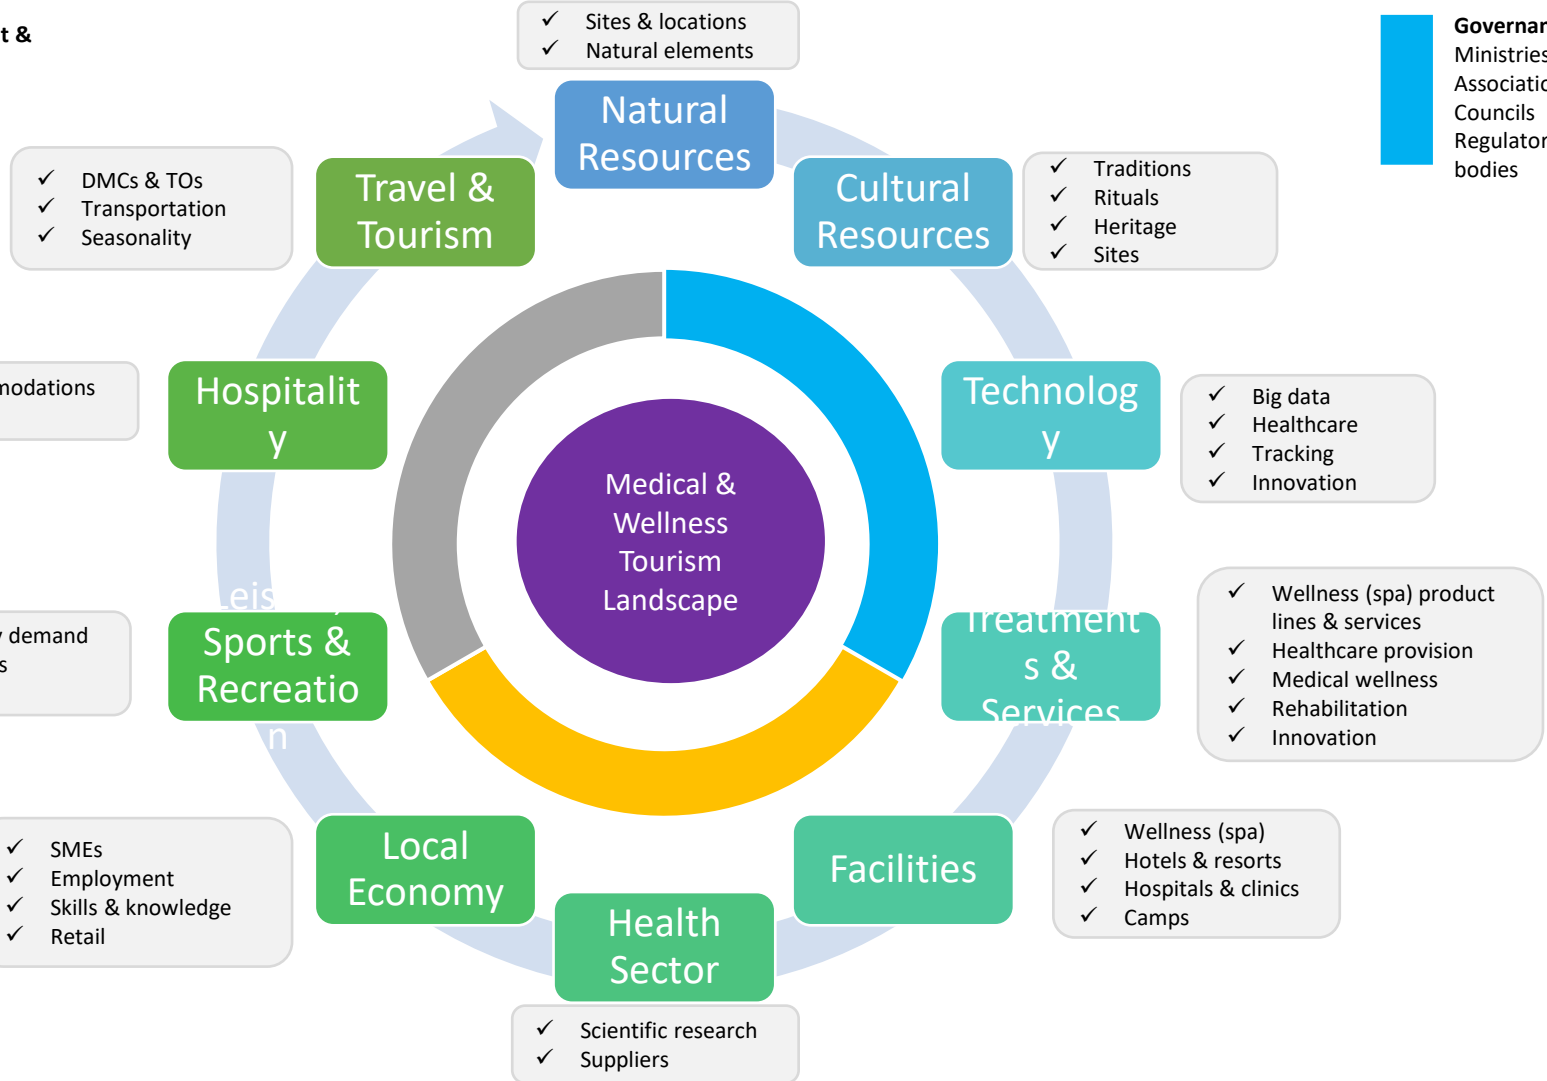 t &
✓ Sites & locations
✓ Natural elements
Governan
Ministries
Associatio
Councils
Regulator
bodies
Natural
Resources
✓ DMCs & TOs
✓ Transportation
✓ Seasonality
Travel &
Tourism
Cultural
Resources
✓ Traditions
✓ Rituals
✓ Heritage
✓ Sites
modations
Hospitalit
y
Technolog
y
✓ Big data
✓ Healthcare
✓ Tracking
✓ Innovation
Medical &
Wellness
Tourism
Landscape
y demand
s
Leis
Sports &
Recreatio
n
Treatment
s &
Services
✓ Wellness (spa) product
lines & services
✓ Healthcare provision
✓ Medical wellness
✓ Rehabilitation
✓ Innovation
✓ SMEs
✓ Employment
✓ Skills & knowledge
✓ Retail
Local
Economy
Facilities
✓ Wellness (spa)
✓ Hotels & resorts
✓ Hospitals & clinics
✓ Camps
Health
Sector
✓ Scientific research
✓ Suppliers